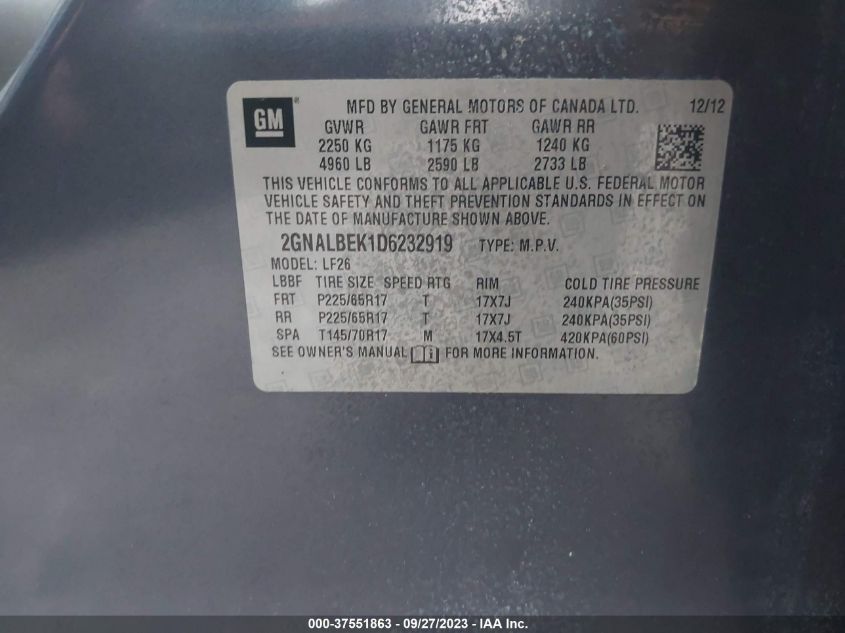 GM
MFD BY GENERAL MOTORS OF CANADA LTD. 12/12
GVWR GAWR FRT GAWR RR
2250 KG 1175 KG 1240 KG
4960 LB 2590 LB 2733 LB
THIS VEHICLE CONFORMS TO ALL APPLICABLE U.S. FEDERAL MOTOR
VEHICLE SAFETY AND THEFT PREVENTION STANDARDS IN EFFECT ON
THE DATE OF MANUFACTURE SHOWN ABOVE.
2GNALBEK1D6232919 TYPE: M.P.V.
MODEL: LF26
LBBF TIRE SIZE SPEED RTG RIM COLD TIRE PRESSURE
FRT P225/65R17 T 17X7J 240KPA(35PSI)
RR P225/65R17 T 17X7J 240KPA(35PSI)
SPA T145/70R17 M 17X4.5T 420KPA(60PSI)
SEE OWNER'S MANUAL FOR MORE INFORMATION.
000-37551863 - 09/27/2023 - IAAI.com